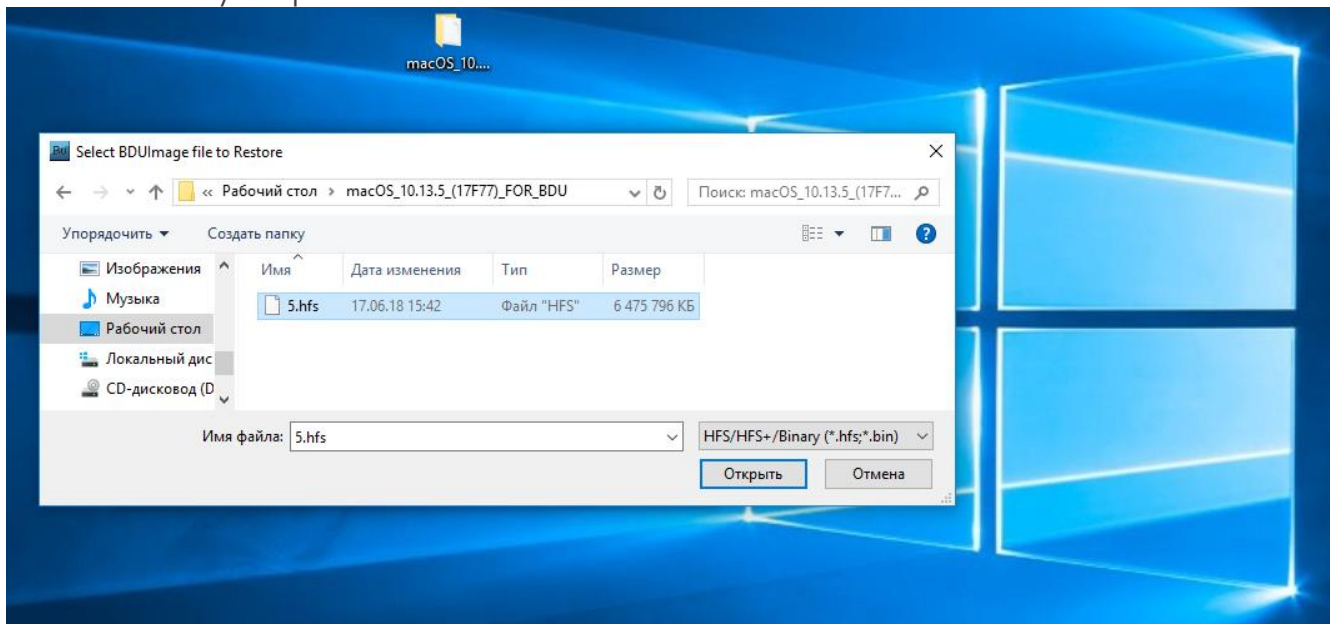 macOS_10....
Bu Select BDUImage file to Restore
« Рабочий стол › macOS_10.13.5_(17F77)_FOR_BDU
Поиск: macOS_10.13.5_(17F7...
Упорядочить Создать папку
Имя Дата изменения Тип Размер
5.hfs 17.06.18 15:42 Файл "HFS" 6 475 796 КБ
Изображения
Музыка
Рабочий стол
Локальный дис
CD-дисковод (D
Имя файла: 5.hfs HFS/HFS+/Binary (*.hfs;*.bin)
Открыть Отмена